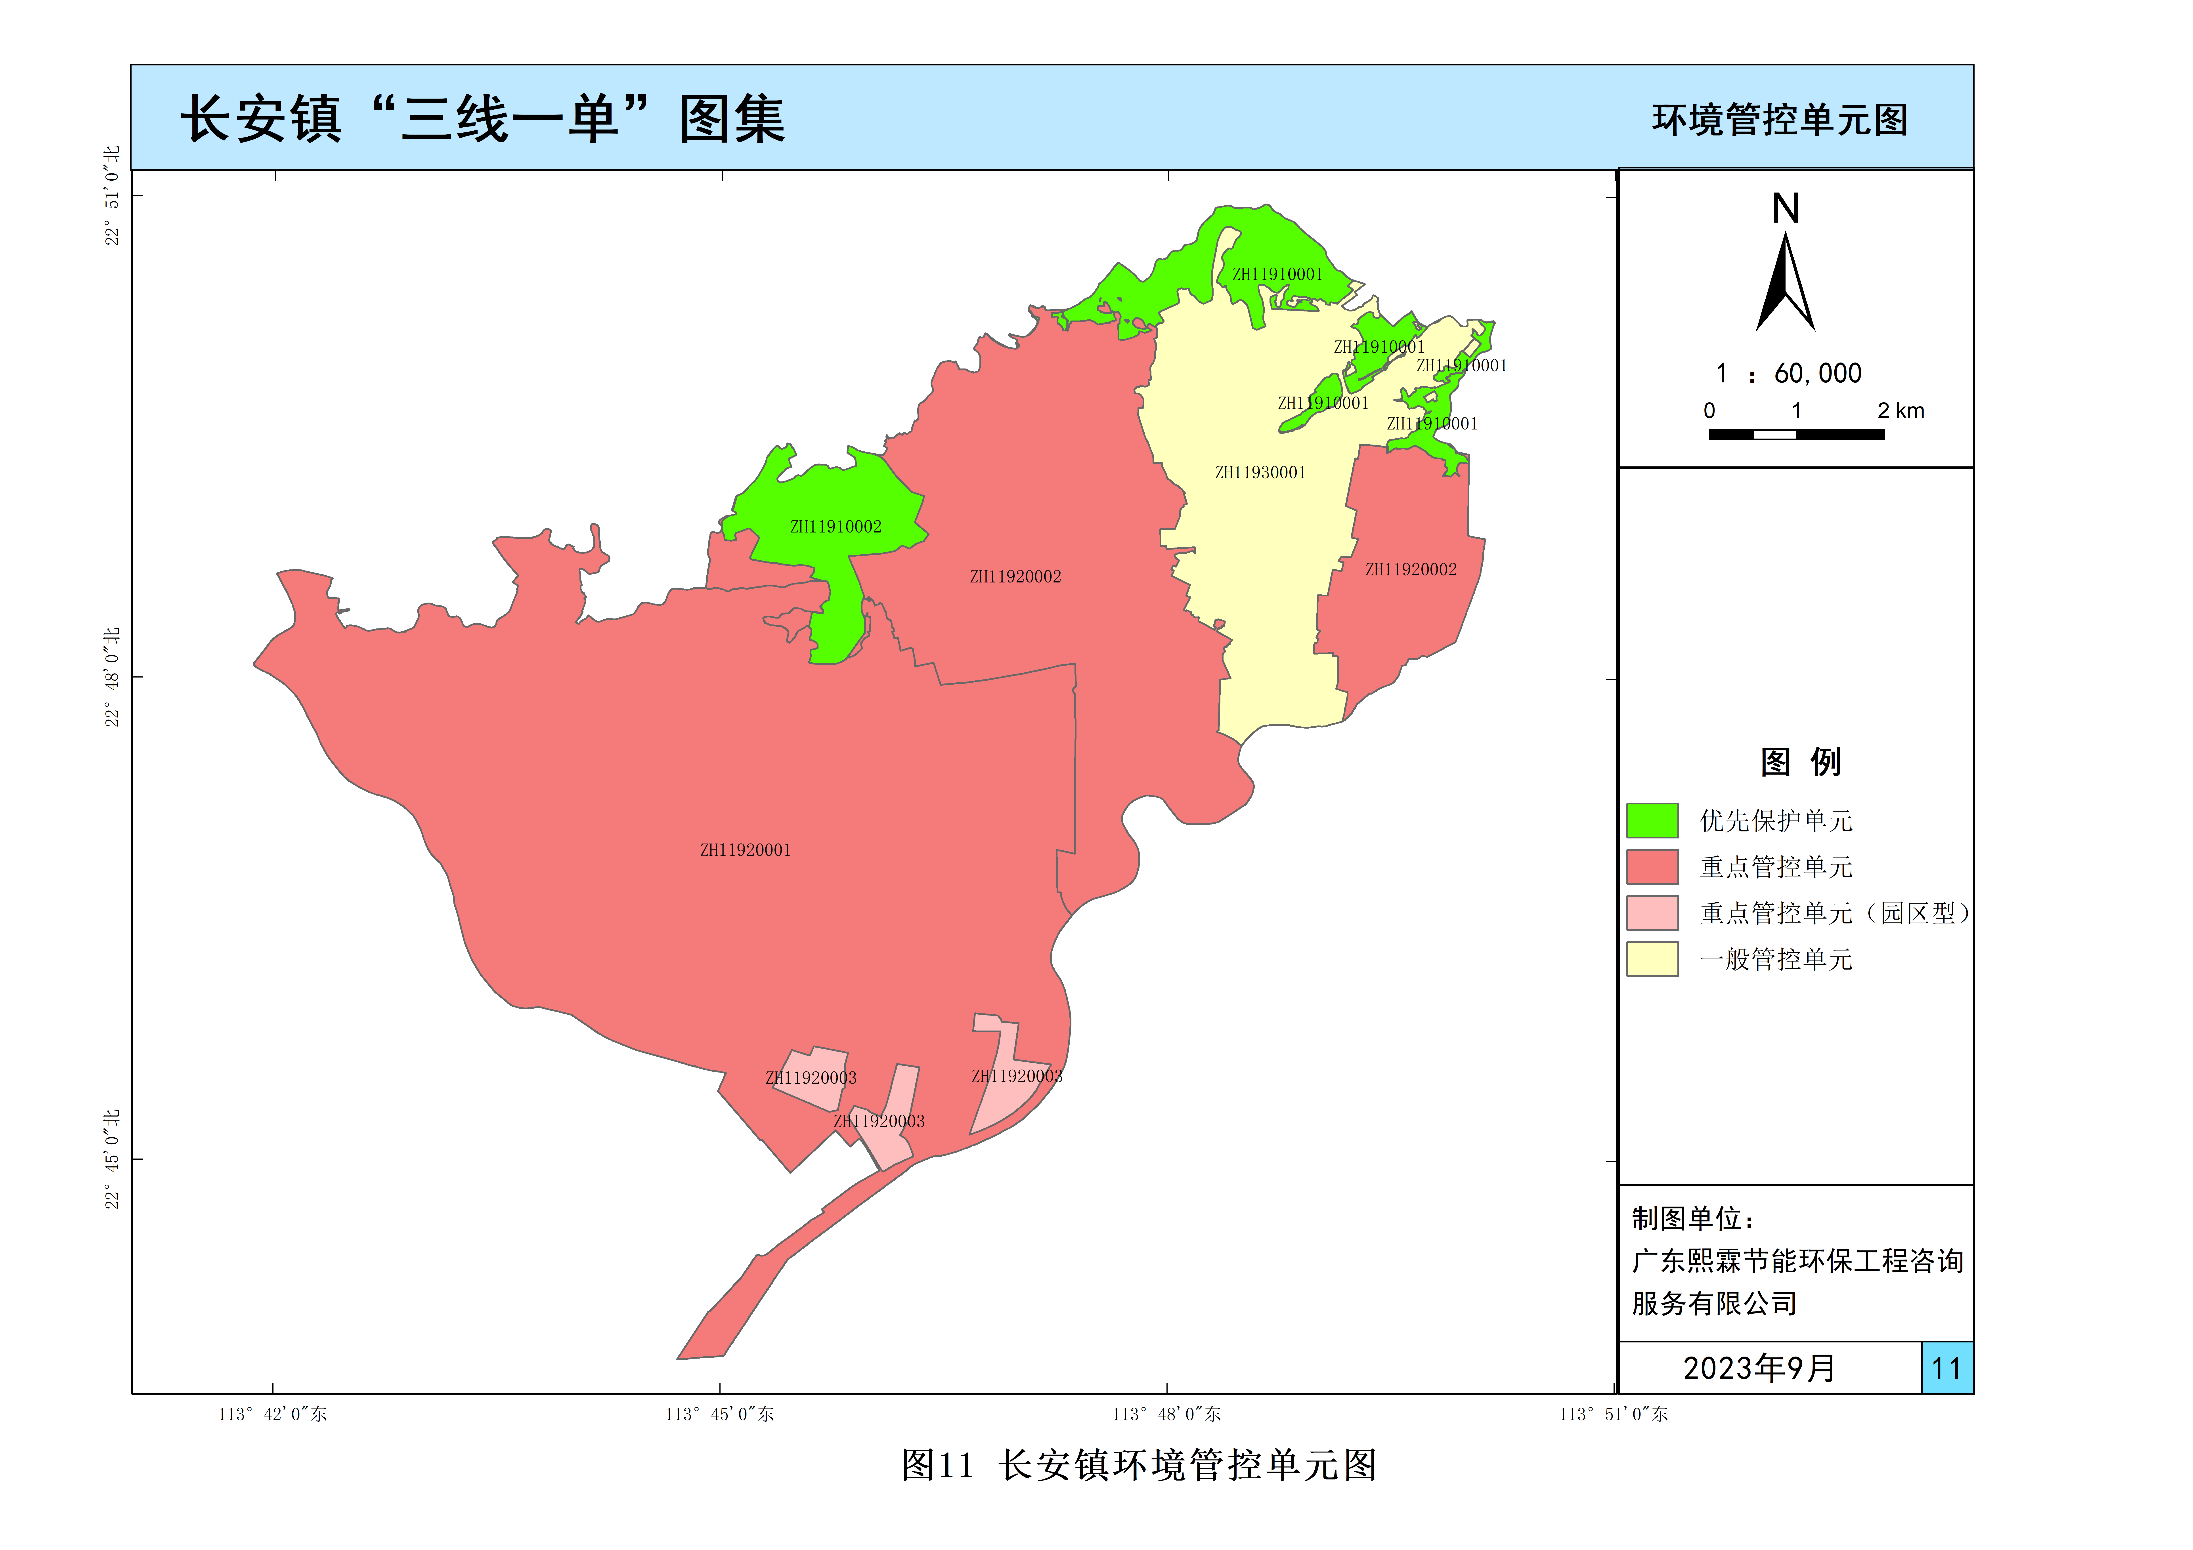 长安镇“三线一单”图集
环境管控单元图
22° 51′0″北
22° 48′0″北
22° 45′0″北
N
1 : 60,000
0 1 2 km
ZH11910001
ZH11910001
ZH11910001
ZH11910001
ZH11910001
ZH11930001
ZH11910002
ZH11920002
ZH11920002
ZH11920001
ZH11920003
ZH11920003
ZH11920003
图 例
优先保护单元
重点管控单元
重点管控单元（园区型）
一般管控单元
制图单位：
广东熙霖节能环保工程咨询
服务有限公司
2023年9月
11
113° 42′0″东
113° 45′0″东
113° 48′0″东
113° 51′0″东
图11 长安镇环境管控单元图